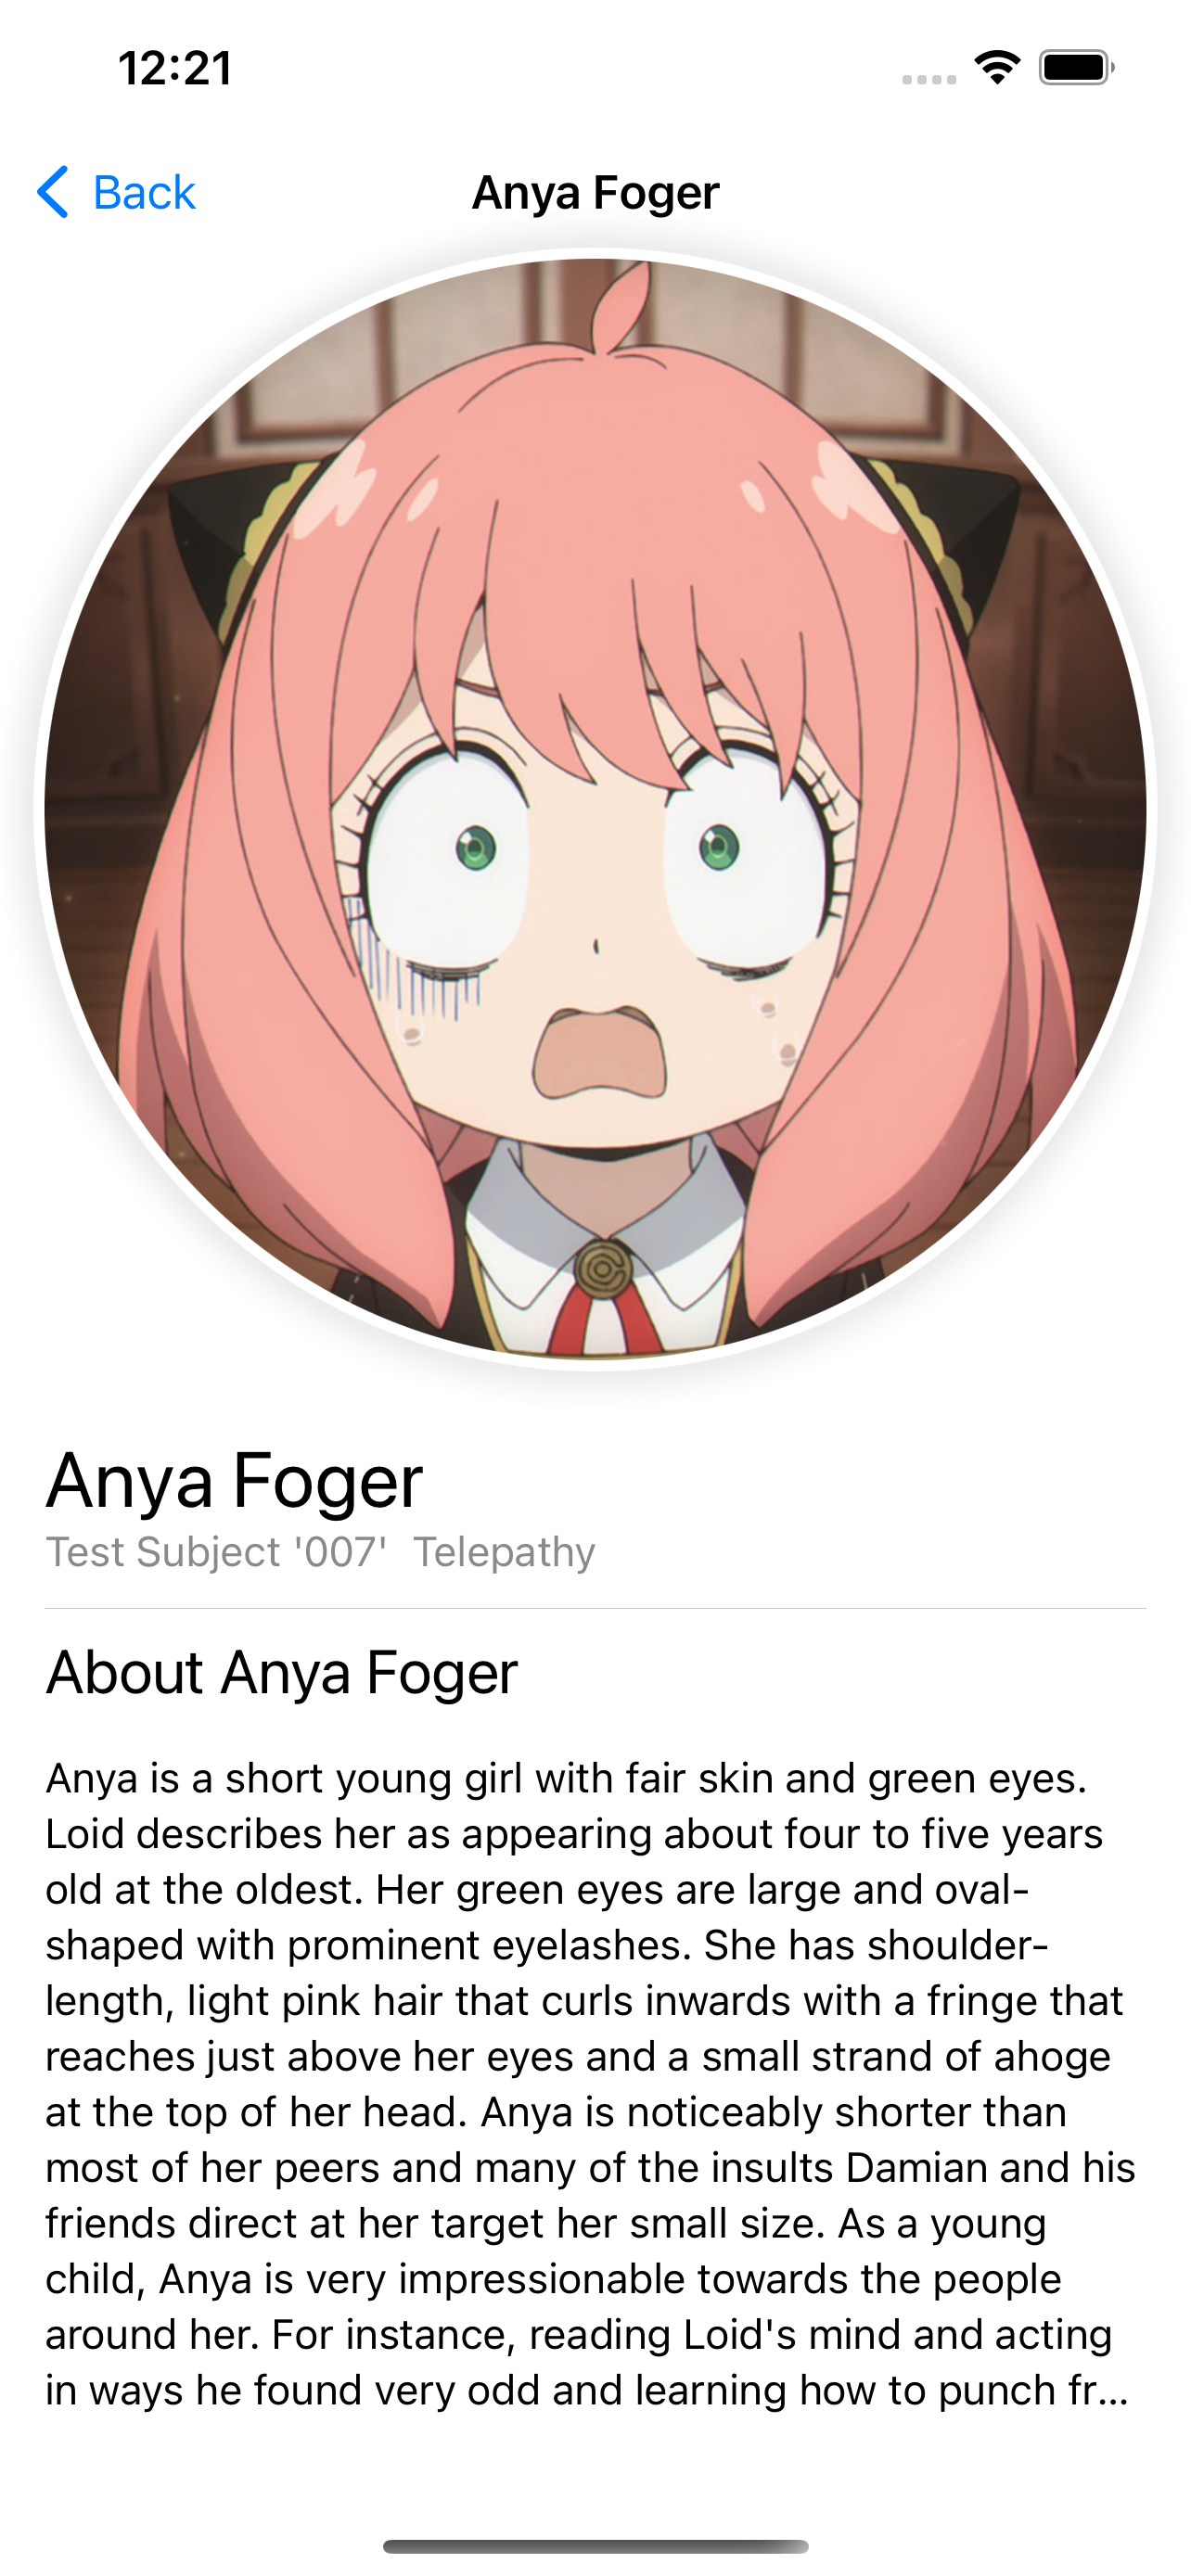 12:21
Back
Anya Foger
Anya Foger
Test Subject '007' Telepathy
About Anya Foger
Anya is a short young girl with fair skin and green eyes.
Loid describes her as appearing about four to five years
old at the oldest. Her green eyes are large and oval-
shaped with prominent eyelashes. She has shoulder-
length, light pink hair that curls inwards with a fringe that
reaches just above her eyes and a small strand of ahoge
at the top of her head. Anya is noticeably shorter than
most of her peers and many of the insults Damian and his
friends direct at her target her small size. As a young
child, Anya is very impressionable towards the people
around her. For instance, reading Loid's mind and acting
in ways he found very odd and learning how to punch fr...